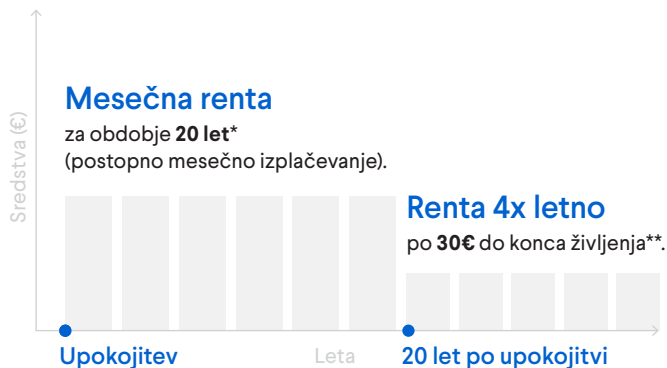 Sredstva (€)
Mesečna renta
za obdobje 20 let*
(postopno mesečno izplačevanje).
Renta 4x letno
po 30€ do konca življenja**.
Upokojitev
Leta
20 let po upokojitvi